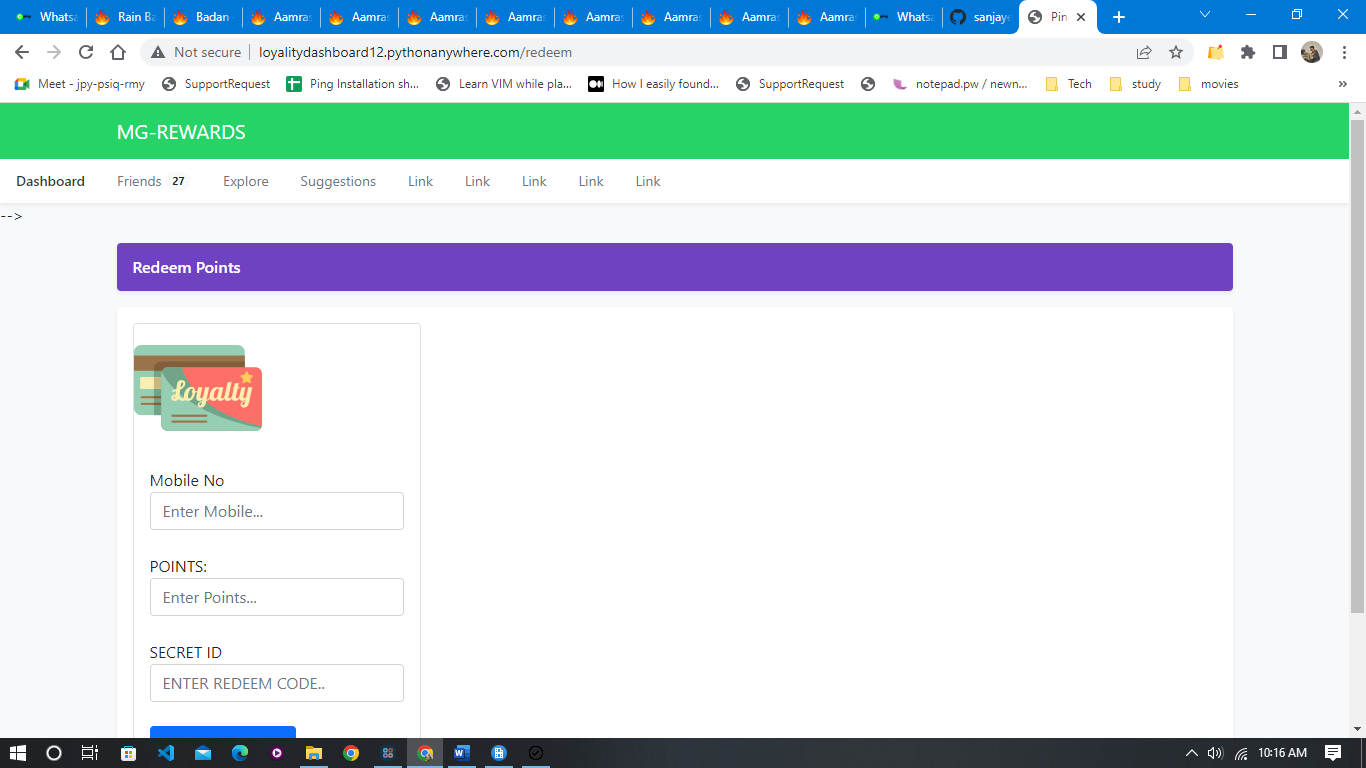 Whatsa Rain Ba Badan Aamras Aamras Aamras Aamras Aamras Aamras Aamras Aamras Whatsa sanjaye Pin
Not secure loyalitydashboard12.pythonanywhere.com/redeem
Meet - jpy-psiq-rmy SupportRequest Ping Installation sh... Learn VIM while pla... How I easily found... SupportRequest notepad.pw / newn... Tech study movies »
MG-REWARDS
Dashboard Friends 27 Explore Suggestions Link Link Link Link Link
-->
Redeem Points
Loyalty
Mobile No
Enter Mobile...
POINTS:
Enter Points...
SECRET ID
ENTER REDEEM CODE..
10:16 AM